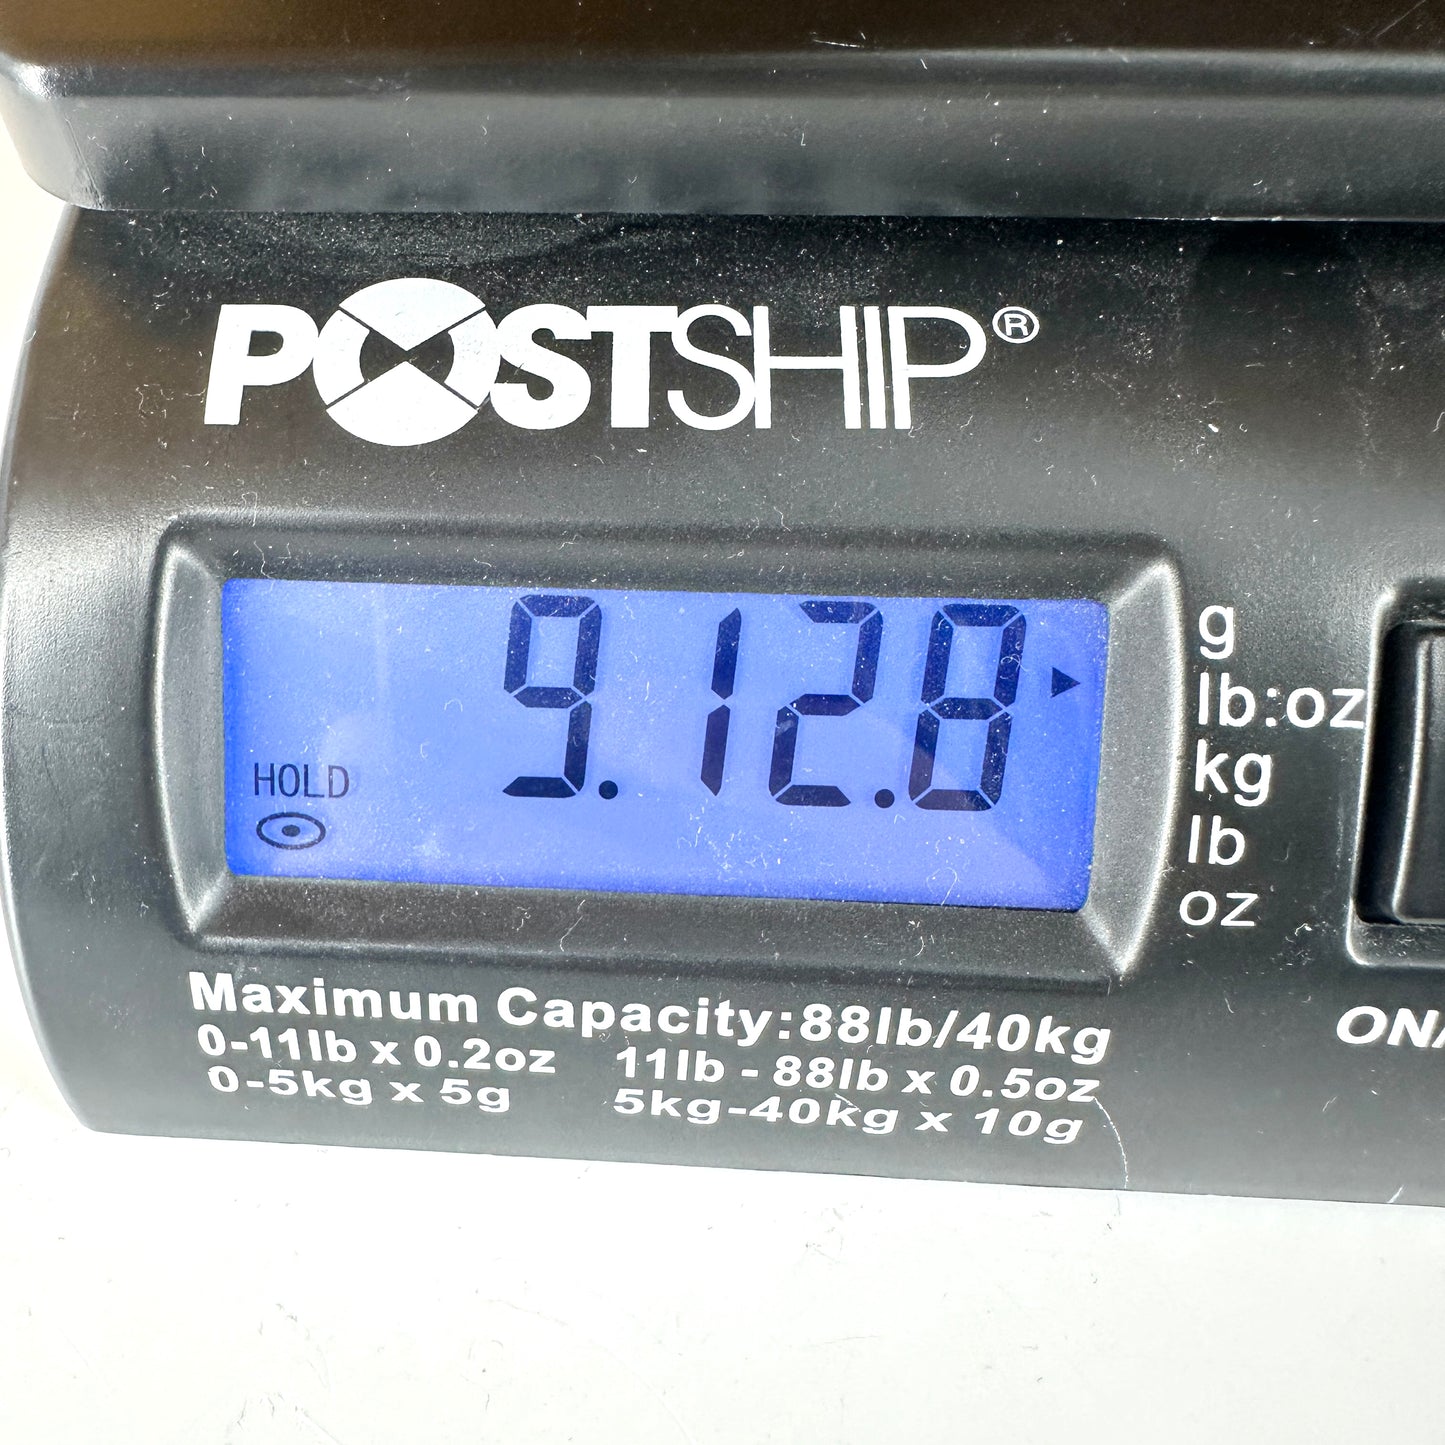 POSTSHIP®
9.12.8
HOLD
g
lb:oz
kg
lb
oz
Maximum Capacity:88lb/40kg
0-11lb x 0.2oz 11lb - 88lb x 0.5oz
0-5kg x 5g 5kg-40kg x 10g
ON/